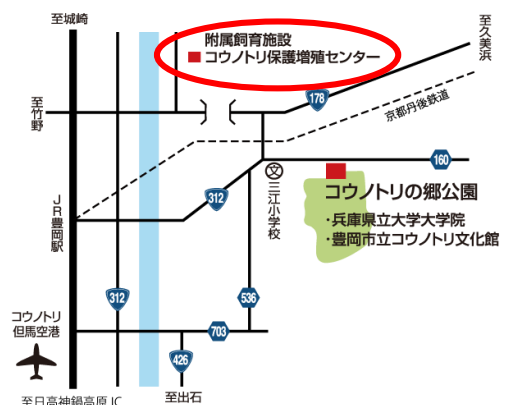 至城崎
附属飼育施設
コウノトリ保護増殖センター
至久美浜
至竹野
178
京都丹後鉄道
文
三江小学校
160
312
コウノトリの郷公園
・兵庫県立大学大学院
・豊岡市立コウノトリ文化館
JR豊岡駅
312
536
コウノトリ
但馬空港
703
426
至日高神鍋高原IC
至出石